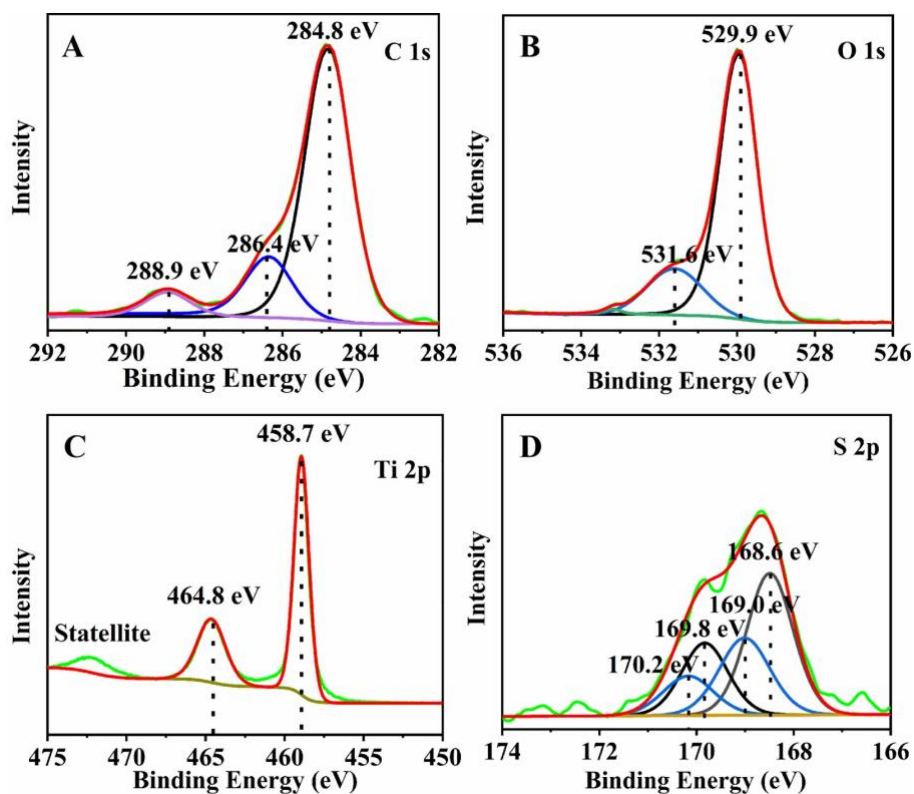 A
284.8 eV
C 1s
286.4 eV
288.9 eV
Intensity
292 290 288 286 284 282
Binding Energy (eV)
B
529.9 eV
O 1s
531.6 eV
Intensity
536 534 532 530 528 526
Binding Energy (eV)
C
458.7 eV
Ti 2p
464.8 eV
Statellite
Intensity
475 470 465 460 455 450
Binding Energy (eV)
D
S 2p
168.6 eV
169.0 eV
169.8 eV
170.2 eV
Intensity
174 172 170 168 166
Binding Energy (eV)